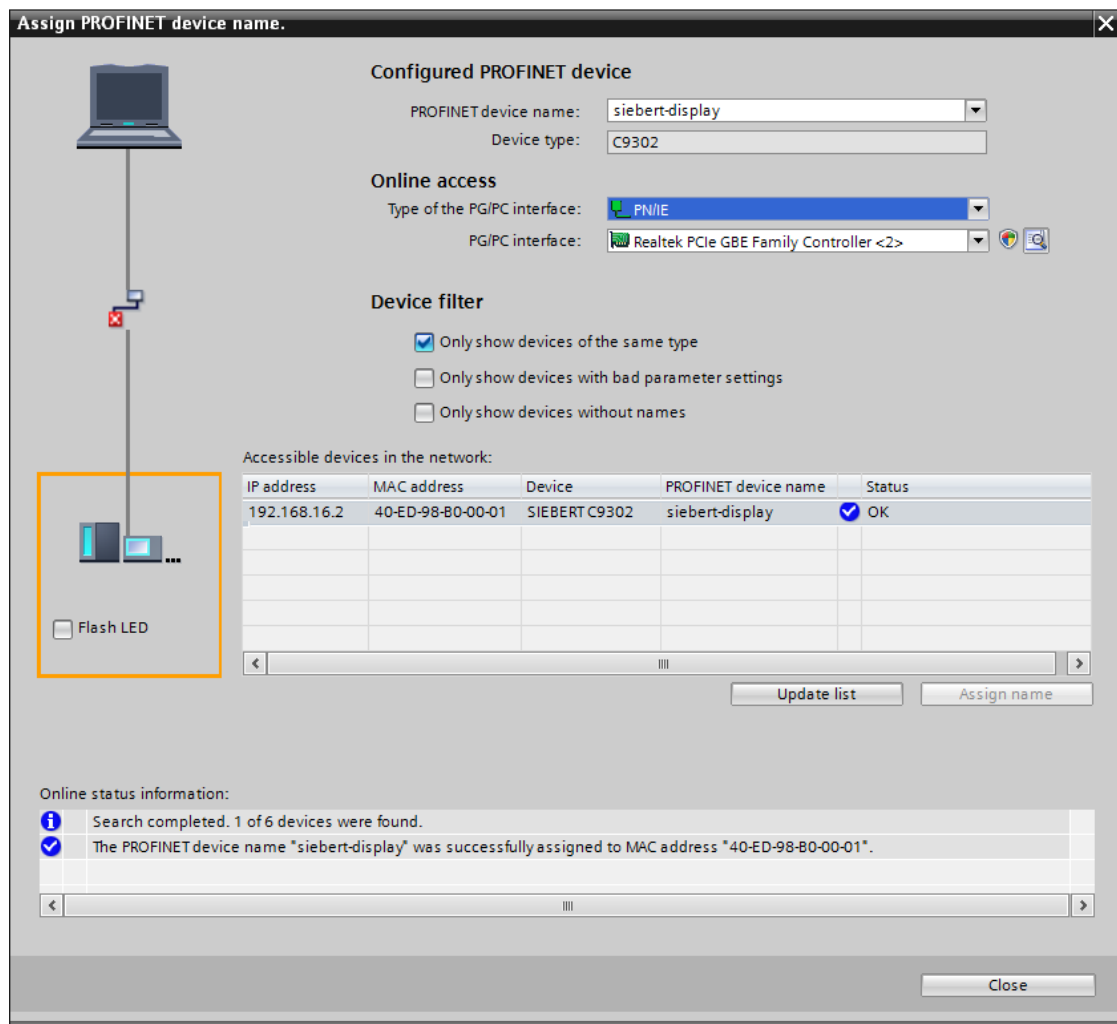 Assign PROFINET device name.
Configured PROFINET device
PROFINET device name: siebert-display
Device type: C9302
Online access
Type of the PG/PC interface: PN/IE
PG/PC interface: Realtek PCIe GBE Family Controller <2>
Device filter
Only show devices of the same type
Only show devices with bad parameter settings
Only show devices without names
Accessible devices in the network:
IP address MAC address Device PROFINET device name Status
192.168.16.2 40-ED-98-B0-00-01 SIEBERT C9302 siebert-display OK
Flash LED
Update list Assign name
Online status information:
Search completed. 1 of 6 devices were found.
The PROFINET device name "siebert-display" was successfully assigned to MAC address "40-ED-98-B0-00-01".
Close